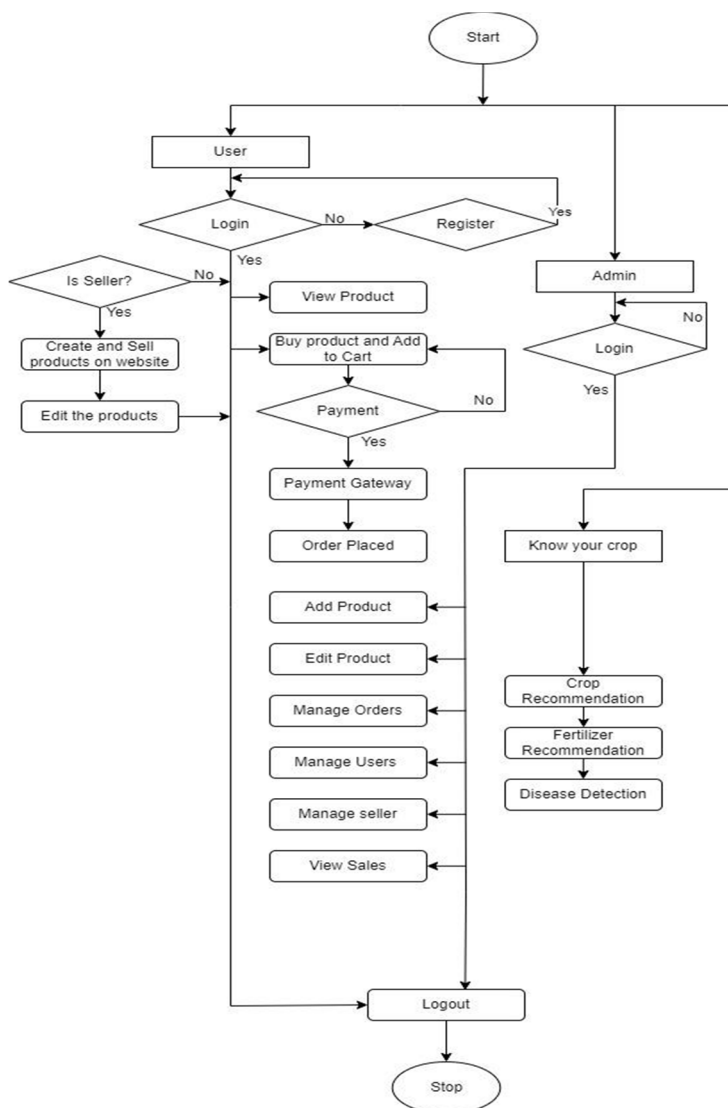 Start
User
Login
No
Register
Yes
Yes
Is Seller?
No
Yes
View Product
Create and Sell
products on website
Buy product and Add
to Cart
Edit the products
Payment
No
Yes
Payment Gateway
Order Placed
Admin
No
Login
Yes
Know your crop
Add Product
Edit Product
Manage Orders
Manage Users
Manage seller
View Sales
Crop
Recommendation
Fertilizer
Recommendation
Disease Detection
Logout
Stop